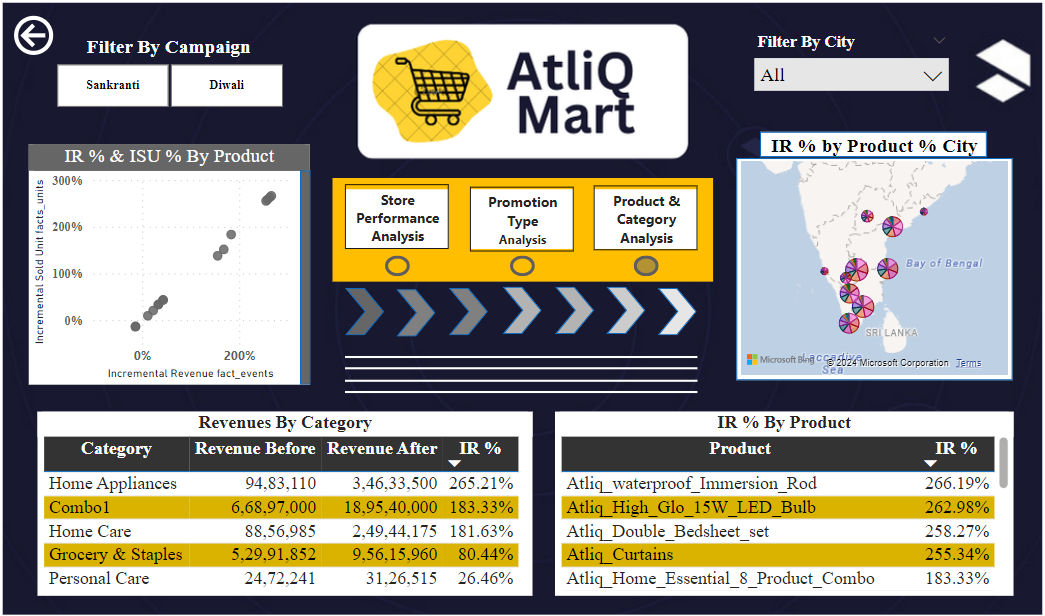 Filter By Campaign
Sankranti
Diwali
AtliQ
Mart
Filter By City
All
IR % & ISU % By Product
300%
200%
100%
0%
Incremental Sold Unit facts_units
0%
200%
Incremental Revenue fact_events
Store
Performance
Analysis
Promotion
Type
Analysis
Product &
Category
Analysis
IR % by Product % City
Bay of Bengal
SRI LANKA
Laccadive
Sea
Microsoft Bing
© 2024 Microsoft Corporation Terms
Revenues By Category
Category Revenue Before Revenue After IR %
Home Appliances 94,83,110 3,46,33,500 265.21%
Combo1 6,68,97,000 18,95,40,000 183.33%
Home Care 88,56,985 2,49,44,175 181.63%
Grocery & Staples 5,29,91,852 9,56,15,960 80.44%
Personal Care 24,72,241 31,26,515 26.46%
IR % By Product
Product IR %
Atliq_waterproof_Immersion_Rod 266.19%
Atliq_High_Glo_15W_LED_Bulb 262.98%
Atliq_Double_Bedsheet_set 258.27%
Atliq_Curtains 255.34%
Atliq_Home_Essential_8_Product_Combo 183.33%